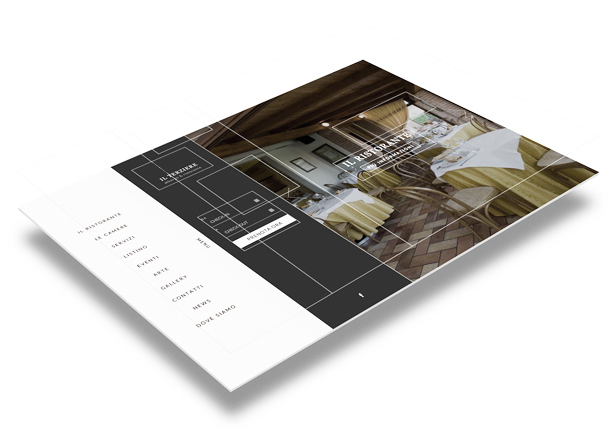 IL RISTORANTE
LE CAMERE
SERVIZI
LISTINO
EVENTI
ARTE
GALLERY
CONTATTI
NEWS
DOVE SIAMO
MENU
IL TERZIERE
CHECK IN
CHECK OUT
PRENOTA ORA
IL RISTORANTE
INFORMAZIONI
f